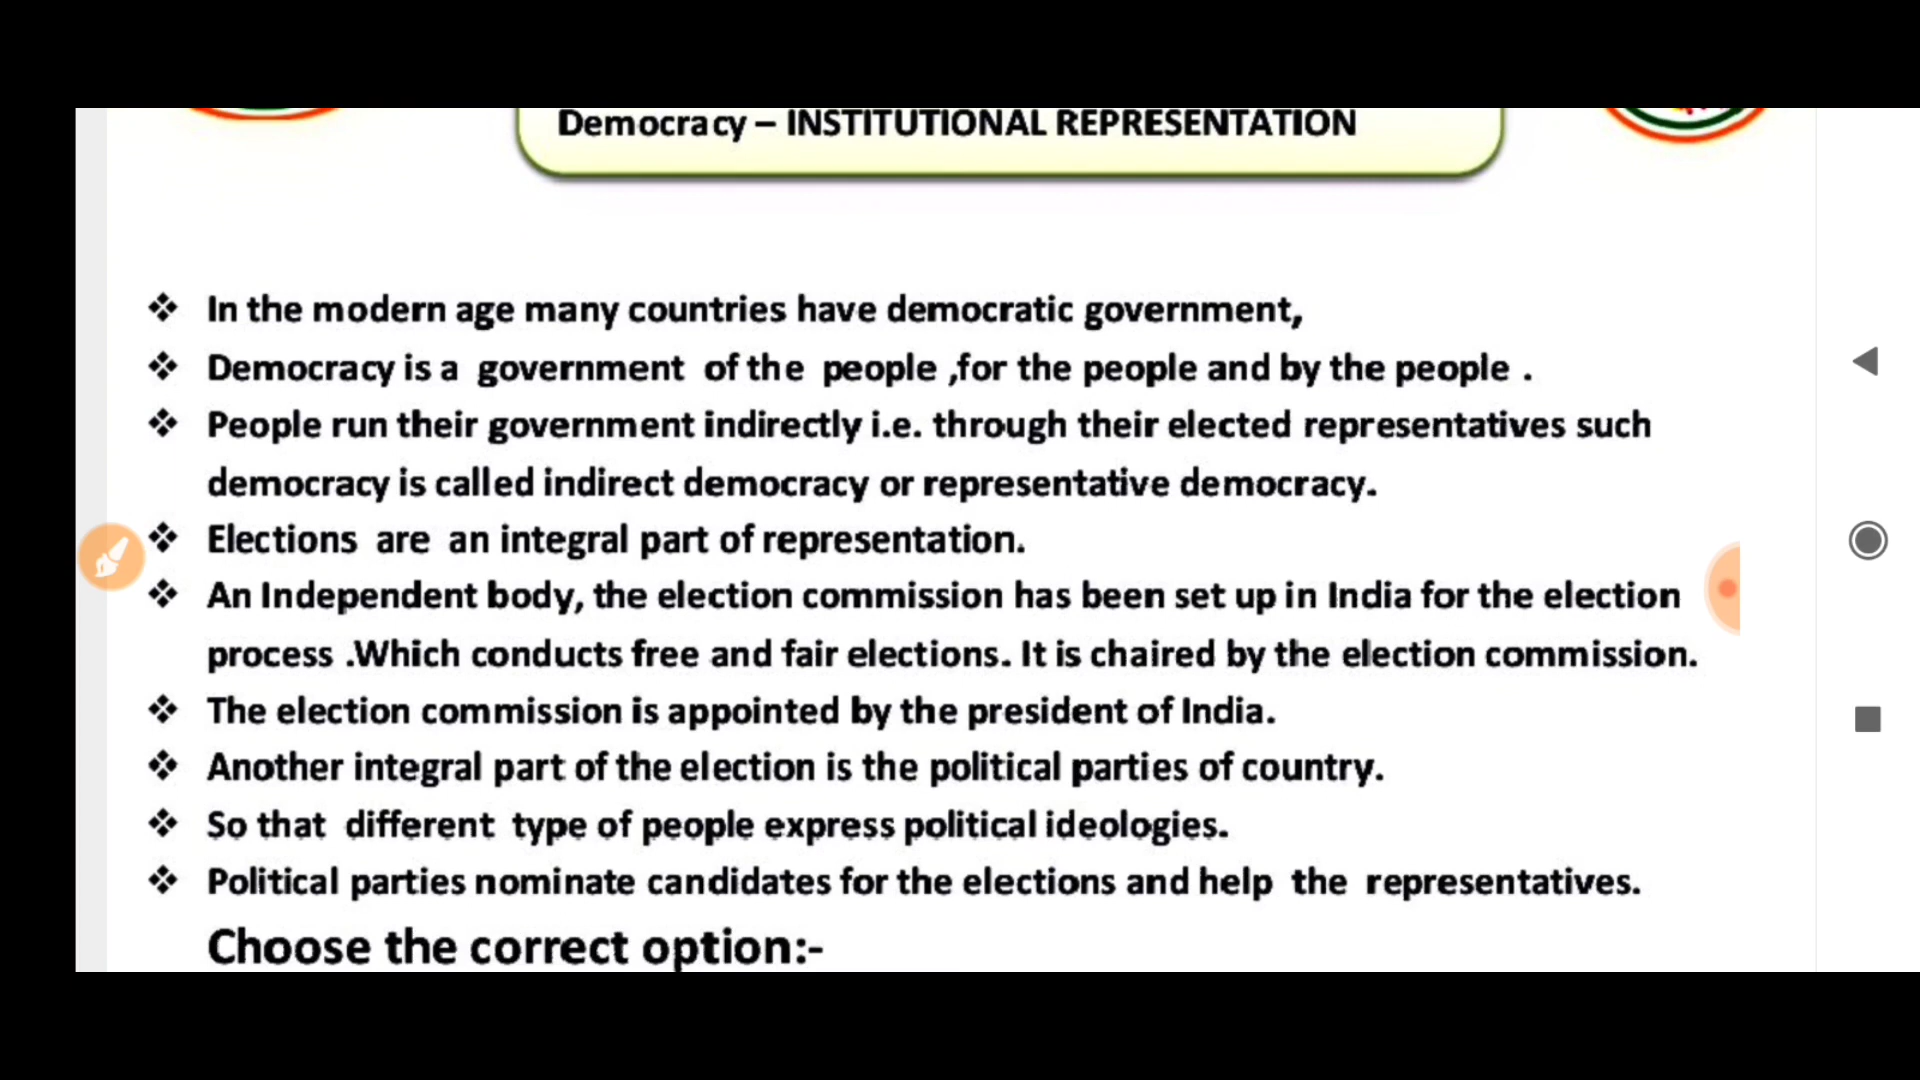 Democracy – INSTITUTIONAL REPRESENTATION
❖ In the modern age many countries have democratic government,
❖ Democracy is a government of the people ,for the people and by the people .
❖ People run their government indirectly i.e. through their elected representatives such
democracy is called indirect democracy or representative democracy.
❖ Elections are an integral part of representation.
❖ An Independent body, the election commission has been set up in India for the election
process .Which conducts free and fair elections. It is chaired by the election commission.
❖ The election commission is appointed by the president of India.
❖ Another integral part of the election is the political parties of country.
❖ So that different type of people express political ideologies.
❖ Political parties nominate candidates for the elections and help the representatives.
Choose the correct option:-